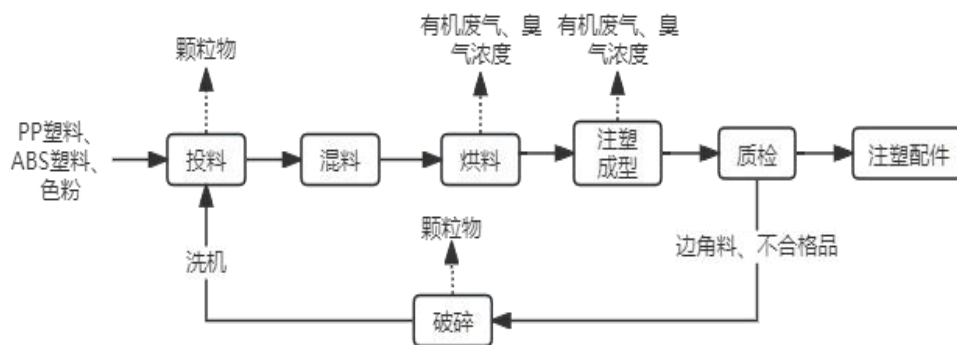 有机废气、臭
气浓度
有机废气、臭
气浓度
颗粒物
PP塑料、
ABS塑料、
色粉
投料
混料
烘料
注塑
成型
质检
注塑配件
颗粒物
边角料、不合格品
洗机
破碎